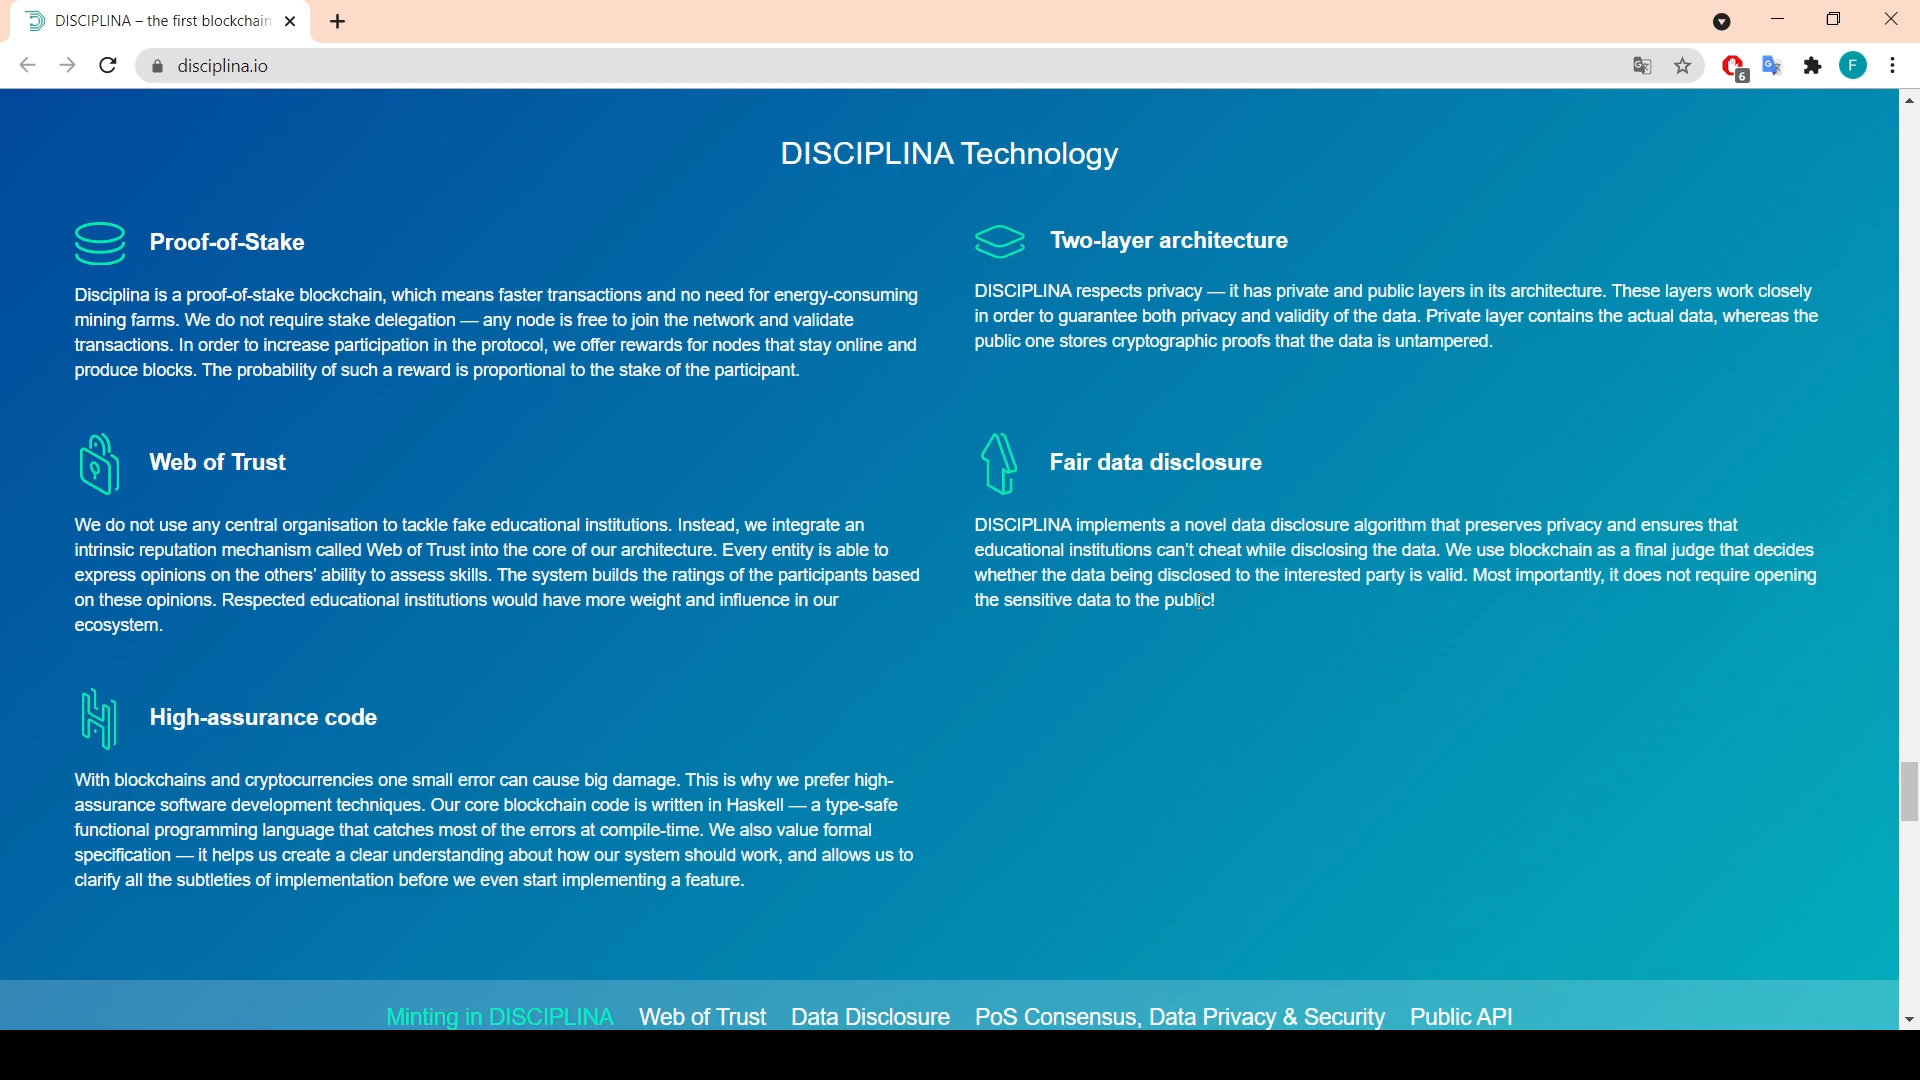 DISCIPLINA – the first blockchain
disciplina.io
6
F
DISCIPLINA Technology
Proof-of-Stake
Disciplina is a proof-of-stake blockchain, which means faster transactions and no need for energy-consuming
mining farms. We do not require stake delegation — any node is free to join the network and validate
transactions. In order to increase participation in the protocol, we offer rewards for nodes that stay online and
produce blocks. The probability of such a reward is proportional to the stake of the participant.
Two-layer architecture
DISCIPLINA respects privacy — it has private and public layers in its architecture. These layers work closely
in order to guarantee both privacy and validity of the data. Private layer contains the actual data, whereas the
public one stores cryptographic proofs that the data is untampered.
Web of Trust
We do not use any central organisation to tackle fake educational institutions. Instead, we integrate an
intrinsic reputation mechanism called Web of Trust into the core of our architecture. Every entity is able to
express opinions on the others’ ability to assess skills. The system builds the ratings of the participants based
on these opinions. Respected educational institutions would have more weight and influence in our
ecosystem.
Fair data disclosure
DISCIPLINA implements a novel data disclosure algorithm that preserves privacy and ensures that
educational institutions can’t cheat while disclosing the data. We use blockchain as a final judge that decides
whether the data being disclosed to the interested party is valid. Most importantly, it does not require opening
the sensitive data to the public!
High-assurance code
With blockchains and cryptocurrencies one small error can cause big damage. This is why we prefer high-
assurance software development techniques. Our core blockchain code is written in Haskell — a type-safe
functional programming language that catches most of the errors at compile-time. We also value formal
specification — it helps us create a clear understanding about how our system should work, and allows us to
clarify all the subtleties of implementation before we even start implementing a feature.
Minting in DISCIPLINA Web of Trust Data Disclosure PoS Consensus, Data Privacy & Security Public API